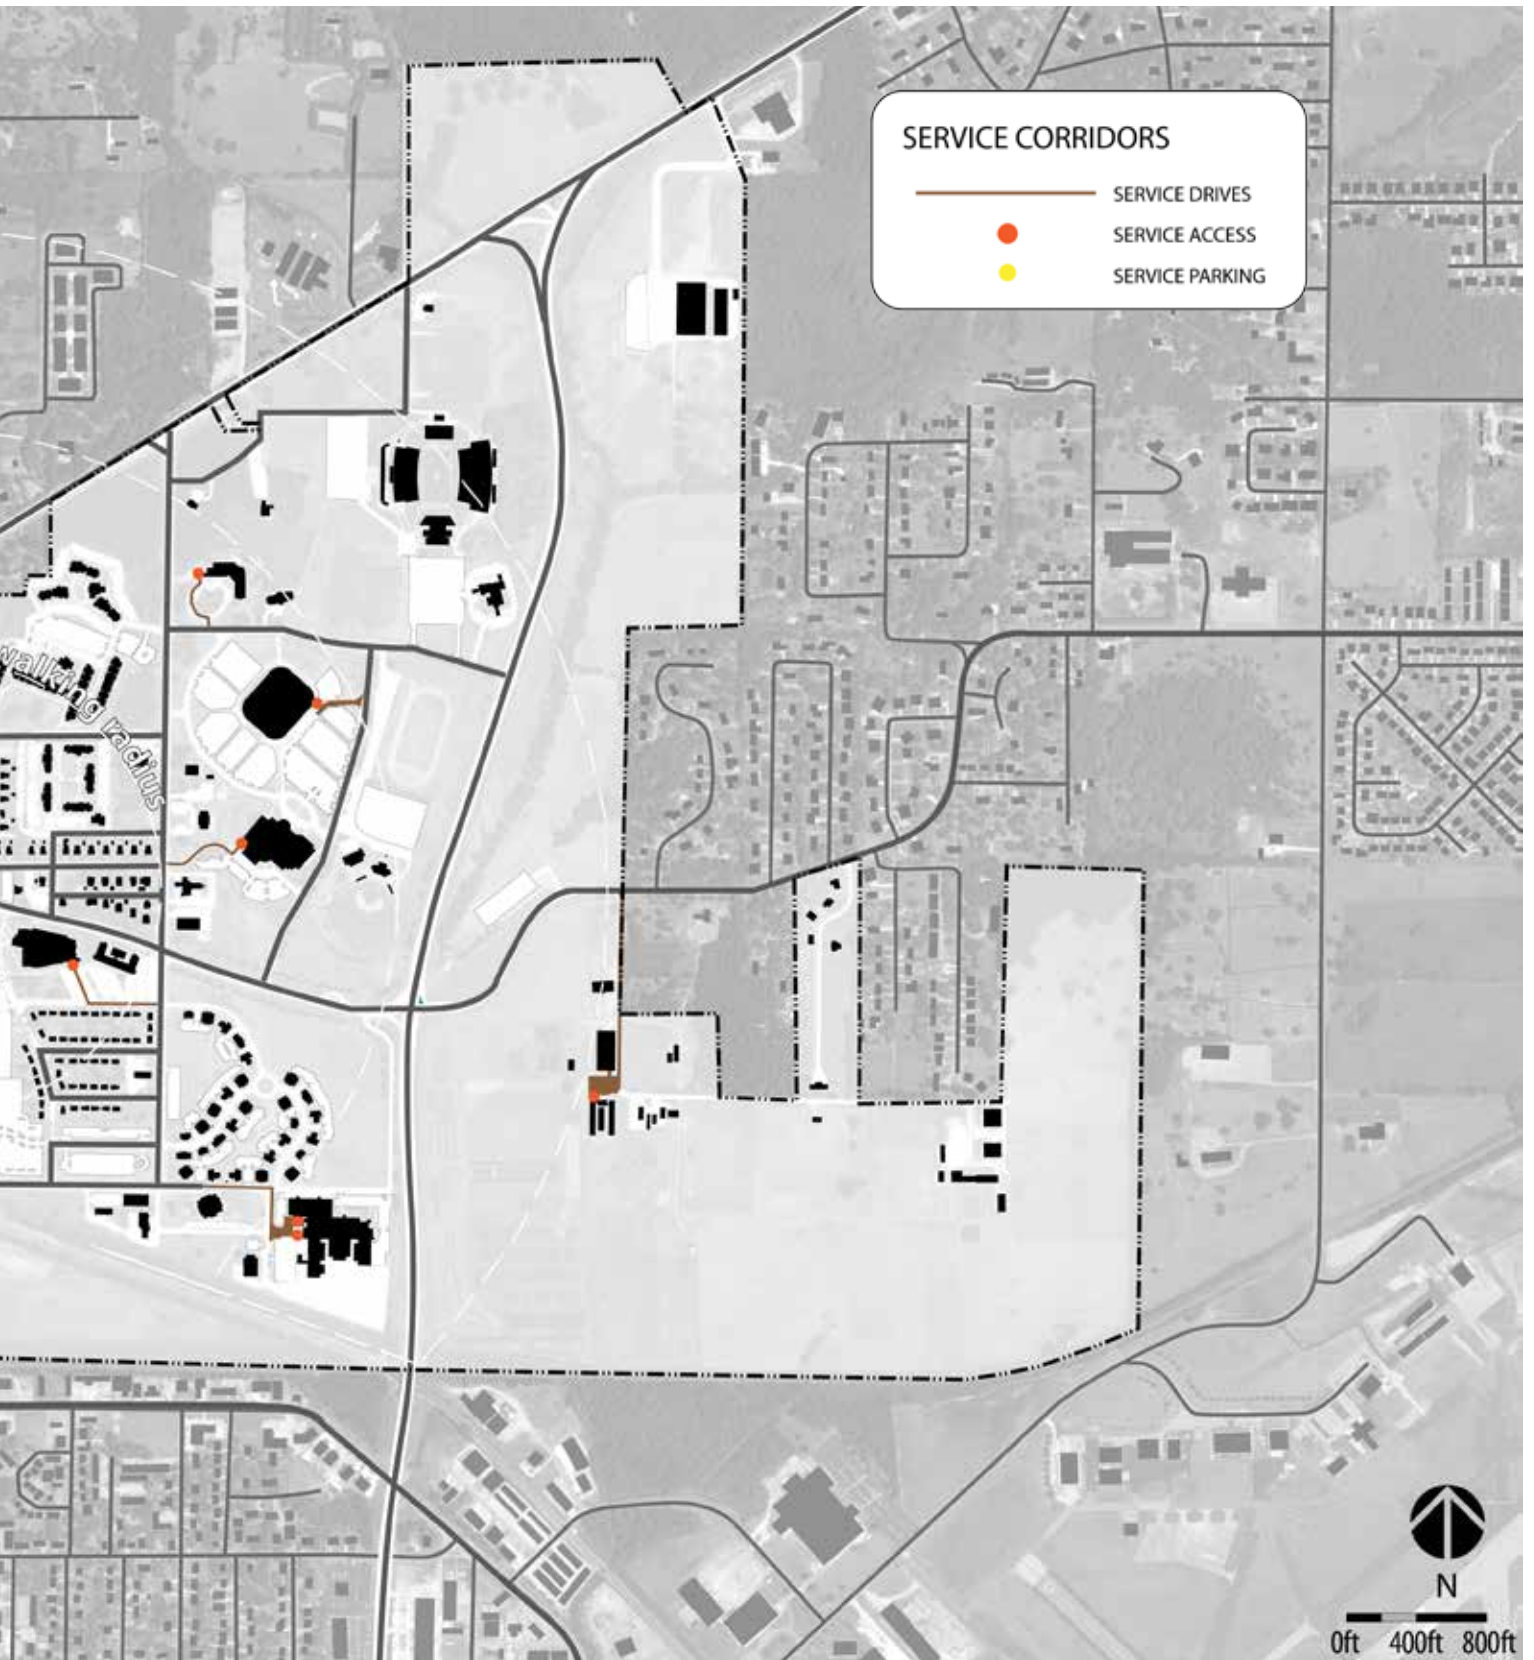 SERVICE CORRIDORS
SERVICE DRIVES
SERVICE ACCESS
SERVICE PARKING
walking radius
N
0ft 400ft 800ft